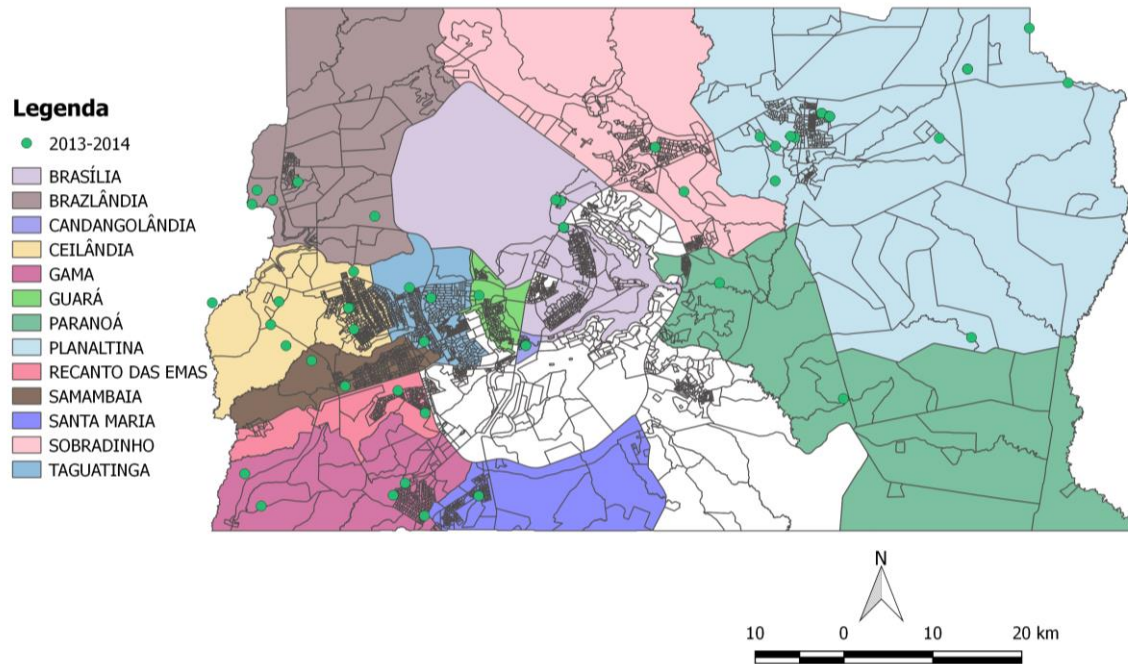 Legenda
2013-2014
BRASÍLIA
BRAZLÂNDIA
CANDANGOLÂNDIA
CEILÂNDIA
GAMA
GUARÁ
PARANOÁ
PLANALTINA
RECANTO DAS EMAS
SAMAMBAIA
SANTA MARIA
SOBRADINHO
TAGUATINGA
N
10 0 10 20 km